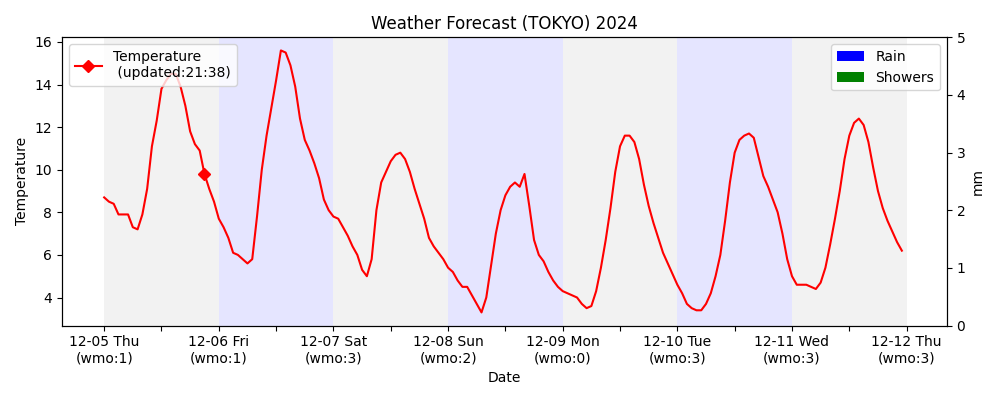 Weather Forecast (TOKYO) 2024
Temperature
(updated:21:38)
Rain
Showers
16
14
12
10
8
6
4
Temperature
5
4
3
2
1
0
mm
12-05 Thu 12-06 Fri 12-07 Sat 12-08 Sun 12-09 Mon 12-10 Tue 12-11 Wed 12-12 Thu
(wmo:1) (wmo:1) (wmo:3) (wmo:2) (wmo:0) (wmo:3) (wmo:3) (wmo:3)
Date